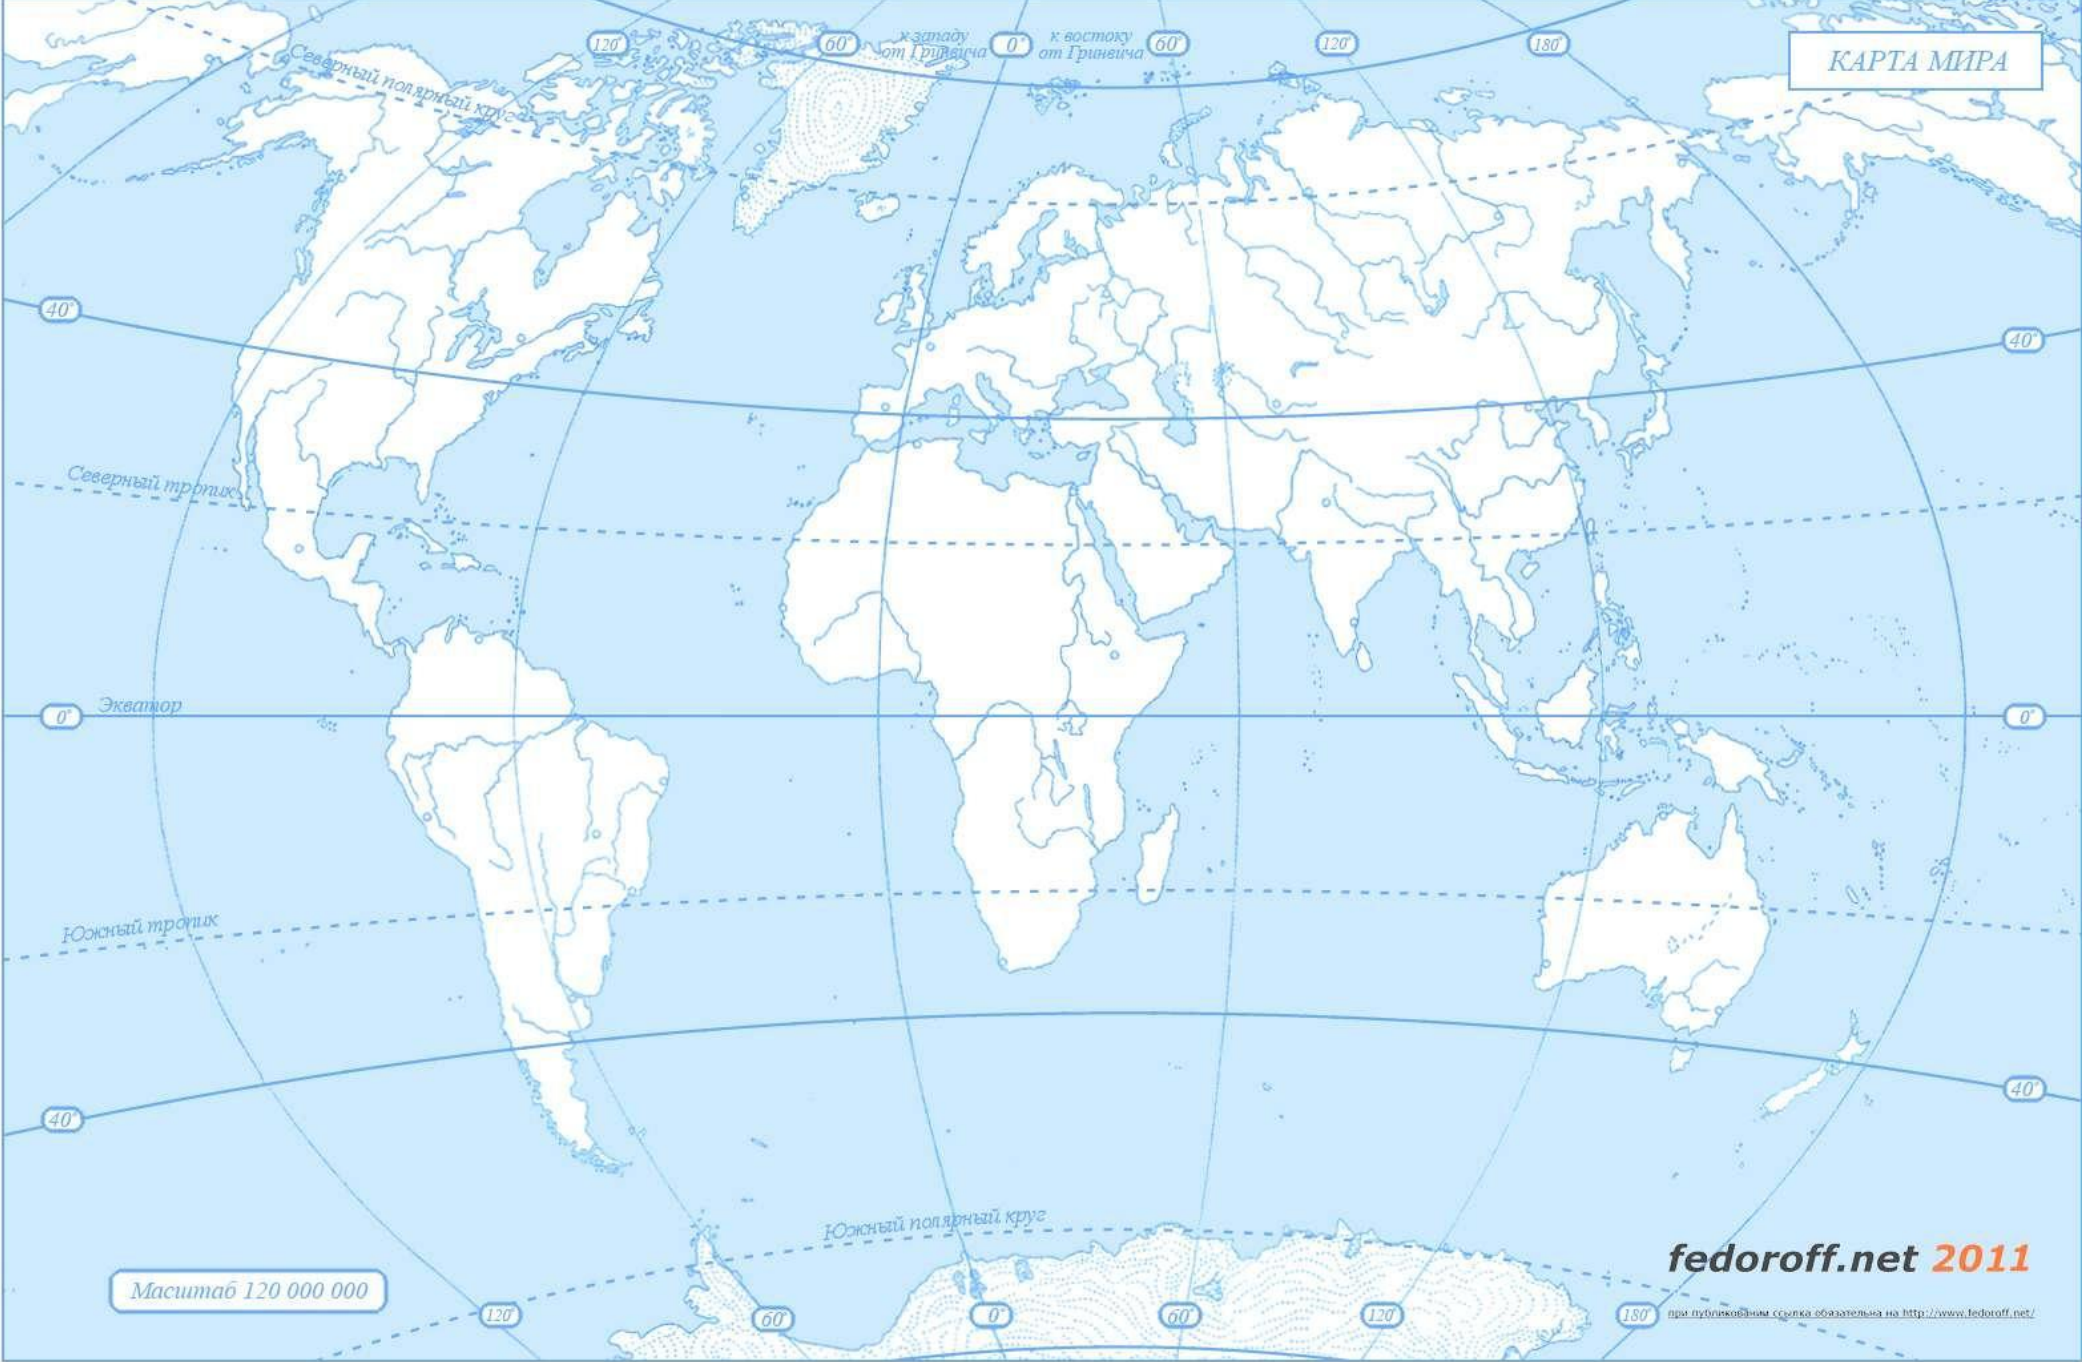 120°
60°
к западу
от Гринвича
0°
к востоку
от Гринвича
60°
120°
180°
КАРТА МИРА
Северный полярный круг
40°
40°
Северный тропик
0°
Экватор
0°
Южный тропик
40°
40°
Южный полярный круг
fedoroff.net 2011
Масштаб 120 000 000
120°
60°
0°
60°
120°
180°
при публиковании ссылка обязательна на http://www.fedoroff.net/